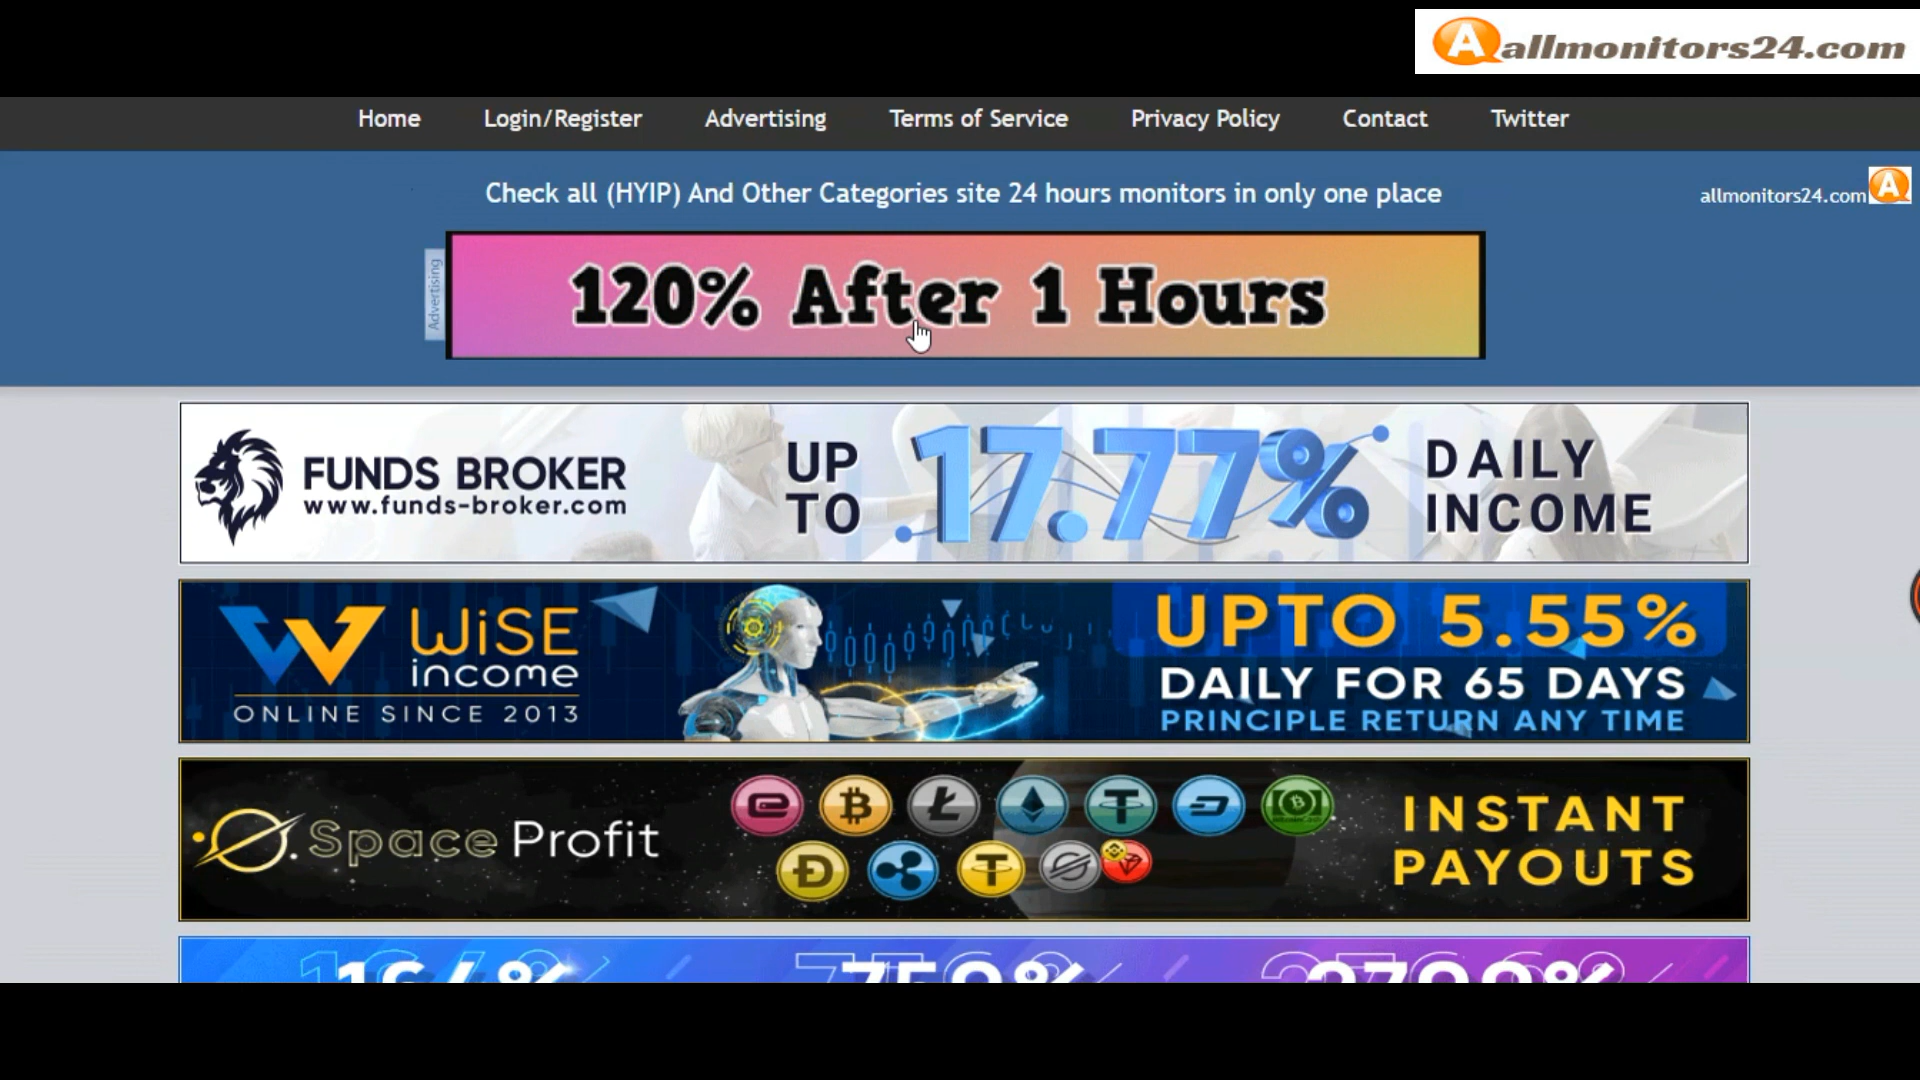 allmonitors24.com
Home Login/Register Advertising Terms of Service Privacy Policy Contact Twitter
Check all (HYIP) And Other Categories site 24 hours monitors in only one place
allmonitors24.com
Advertising
120% After 1 Hours
FUNDS BROKER
www.funds-broker.com
UP TO
17.77%
DAILY INCOME
WiSE
income
ONLINE SINCE 2013
UPTO 5.55%
DAILY FOR 65 DAYS
PRINCIPLE RETURN ANY TIME
Space Profit
INSTANT
PAYOUTS